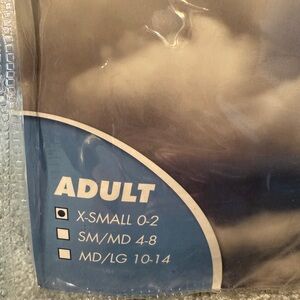 ADULT
X-SMALL 0-2
SM/MD 4-8
MD/LG 10-14